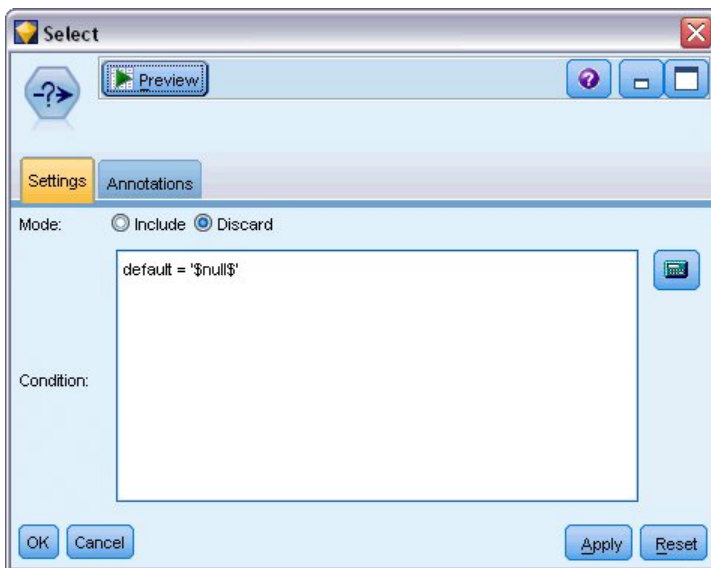 Select
Preview
Settings Annotations
Mode: Include Discard
default = '$null$'
Condition:
OK Cancel Apply Reset